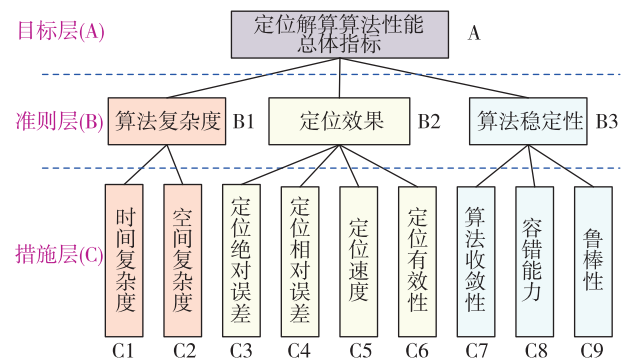 目标层(A)
定位解算算法性能
总体指标
A
准则层(B)
算法复杂度
B1
定位效果
B2
算法稳定性
B3
措施层(C)
时间复杂度
空间复杂度
定位绝对误差
定位相对误差
定位速度
定位有效性
算法收敛性
容错能力
鲁棒性
C1
C2
C3
C4
C5
C6
C7
C8
C9